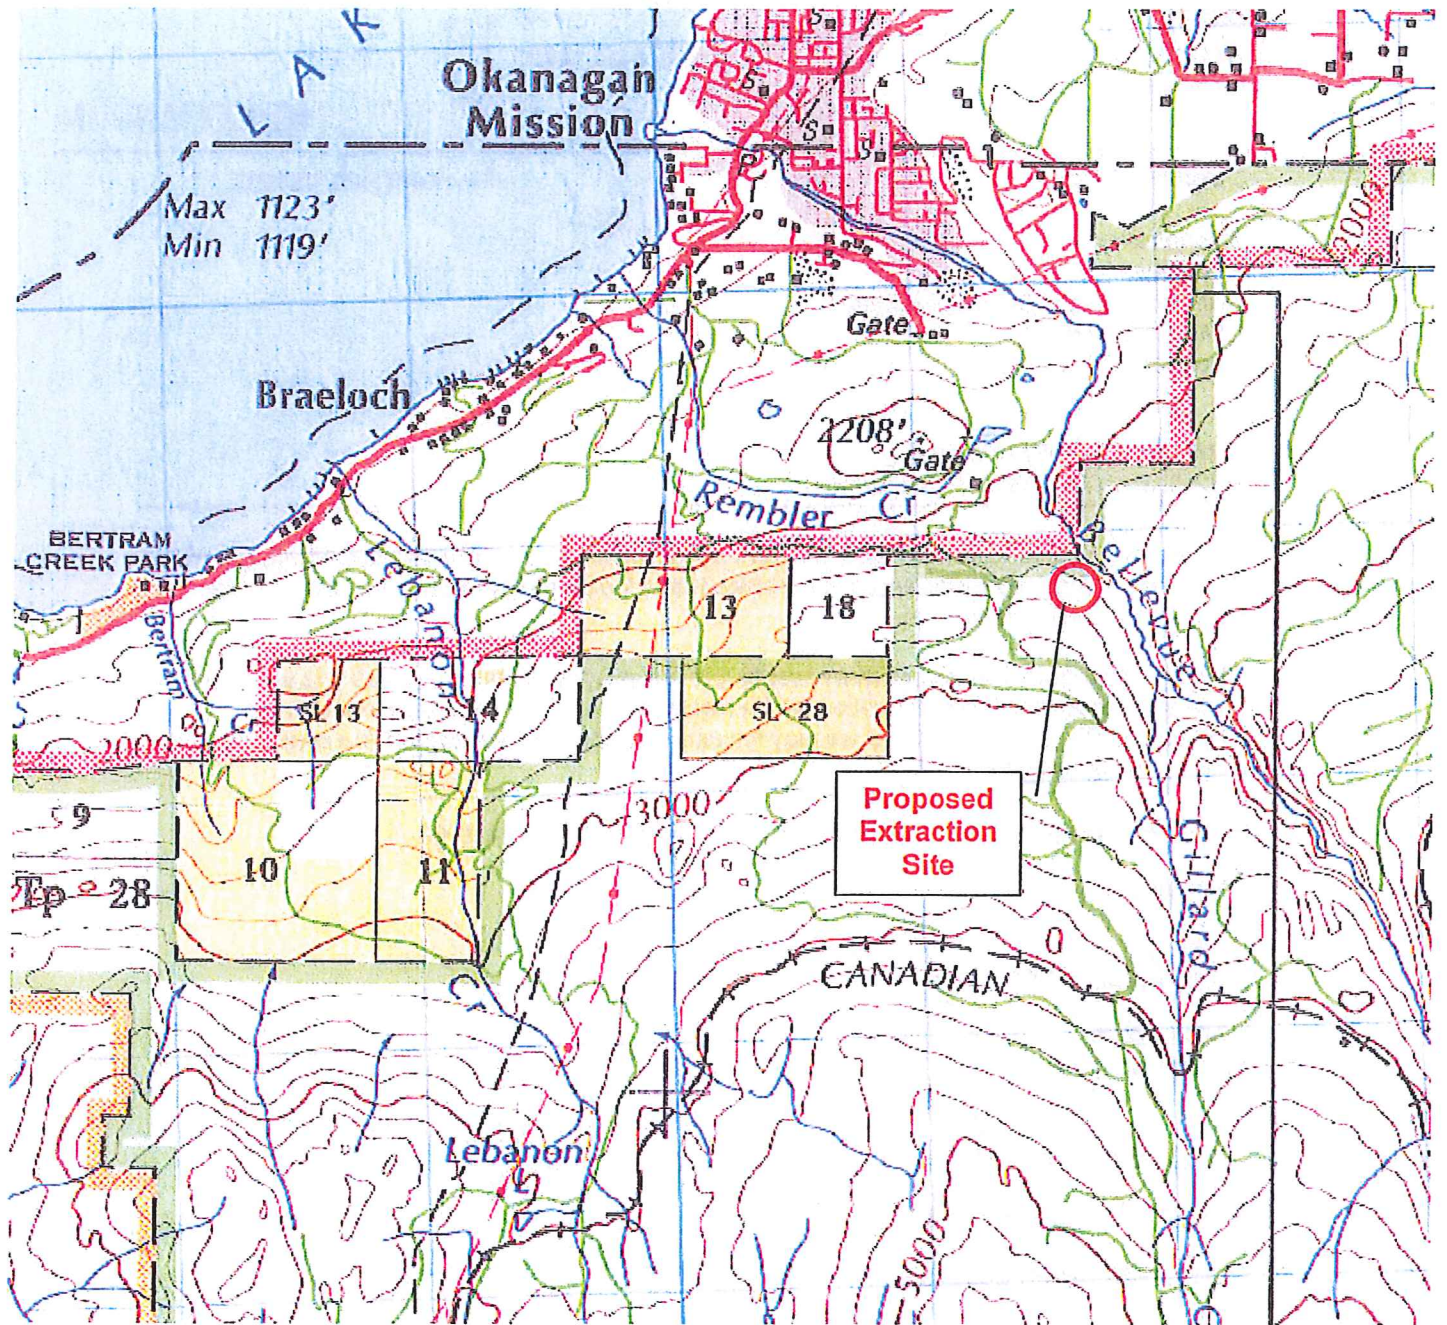 L A K
Okanagan
Mission
S
S
S
S
Max 1123'
Min 1119'
2000
Gate
Braeloch
2208'
Gate
Rembler Cr
BERTRAM
CREEK PARK
Lebanon
Bellevue
13
18
Bertram
Cr
SL 13
14
SL 28
2000
9
3000
Proposed
Extraction
Site
10
11
Tp 28
Gillard
CANADIAN
Cr
Lebanon
L
5000